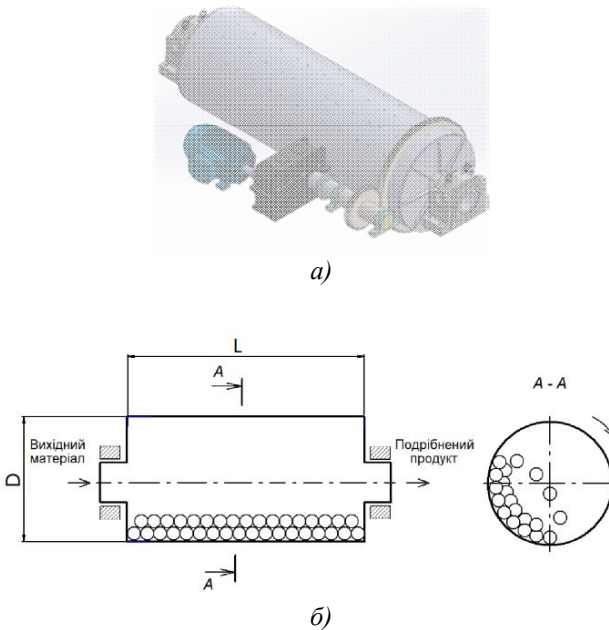 а)
L
A
A - A
Вихідний
матеріал
Подрібнений
продукт
D
A
б)